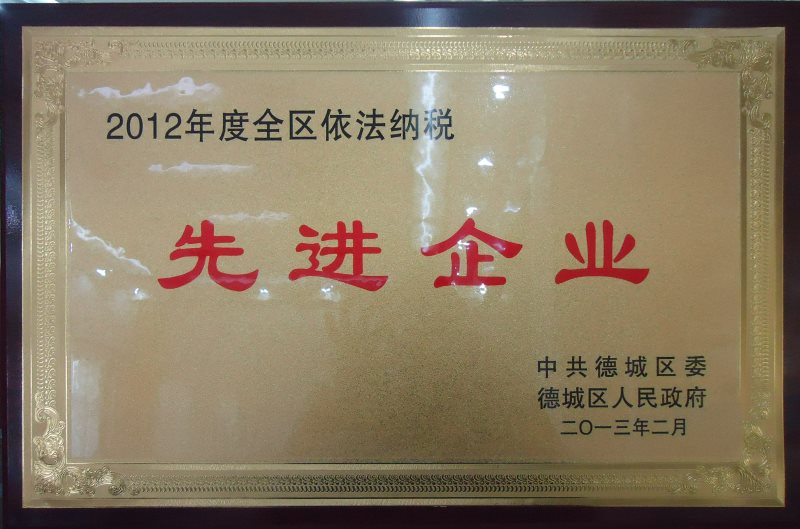 2012年度全区依法纳税
先进企业
中共德城区委
德城区人民政府
二〇一三年二月